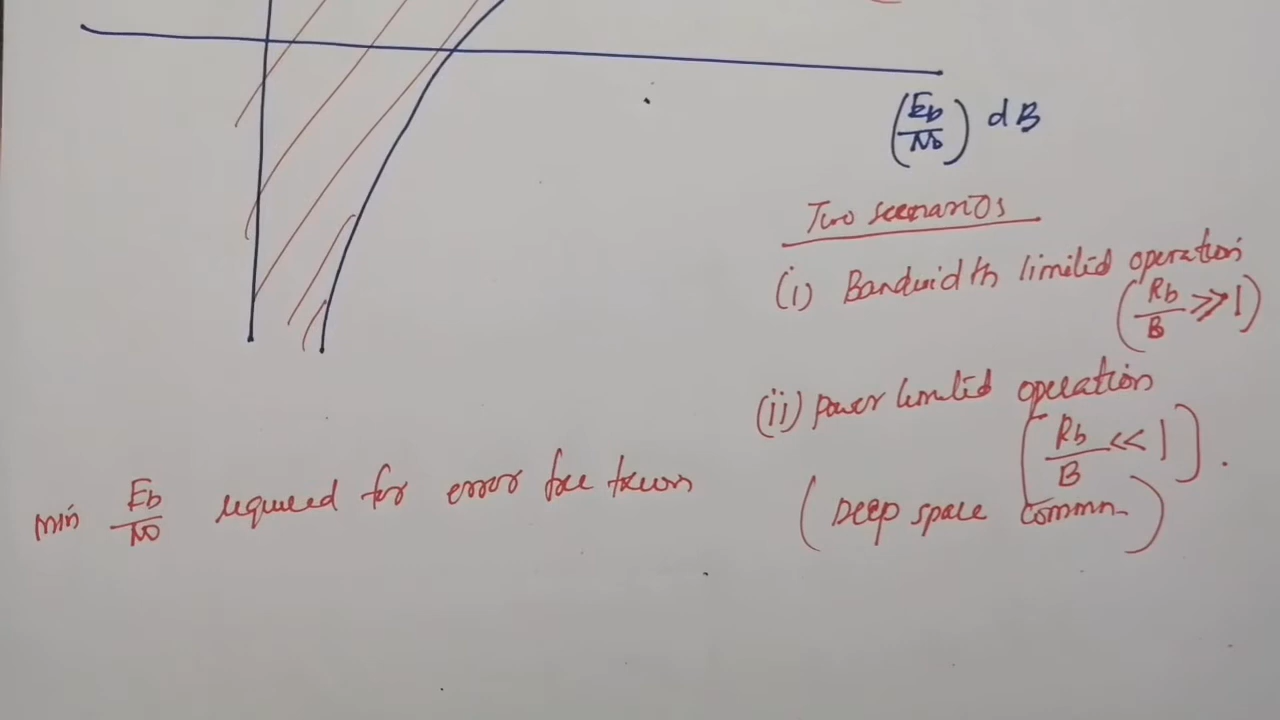 (Eb/No) dB
Two scenarios
(i) Bandwidth limited operation
(Rb/B >> 1)
(ii) power limited operation
[Rb/B << 1].
(Deep space commn)
min Eb/No required for error free